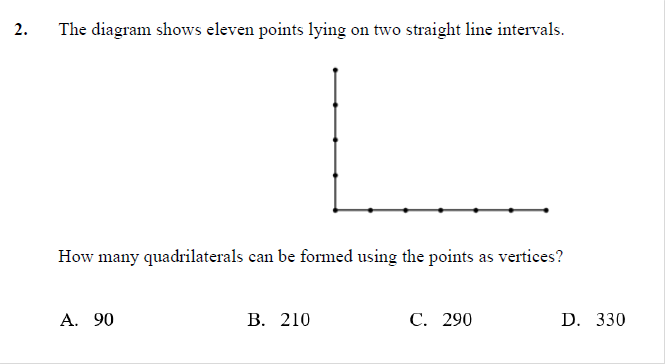 2. The diagram shows eleven points lying on two straight line intervals.
How many quadrilaterals can be formed using the points as vertices?
A. 90 B. 210 C. 290 D. 330